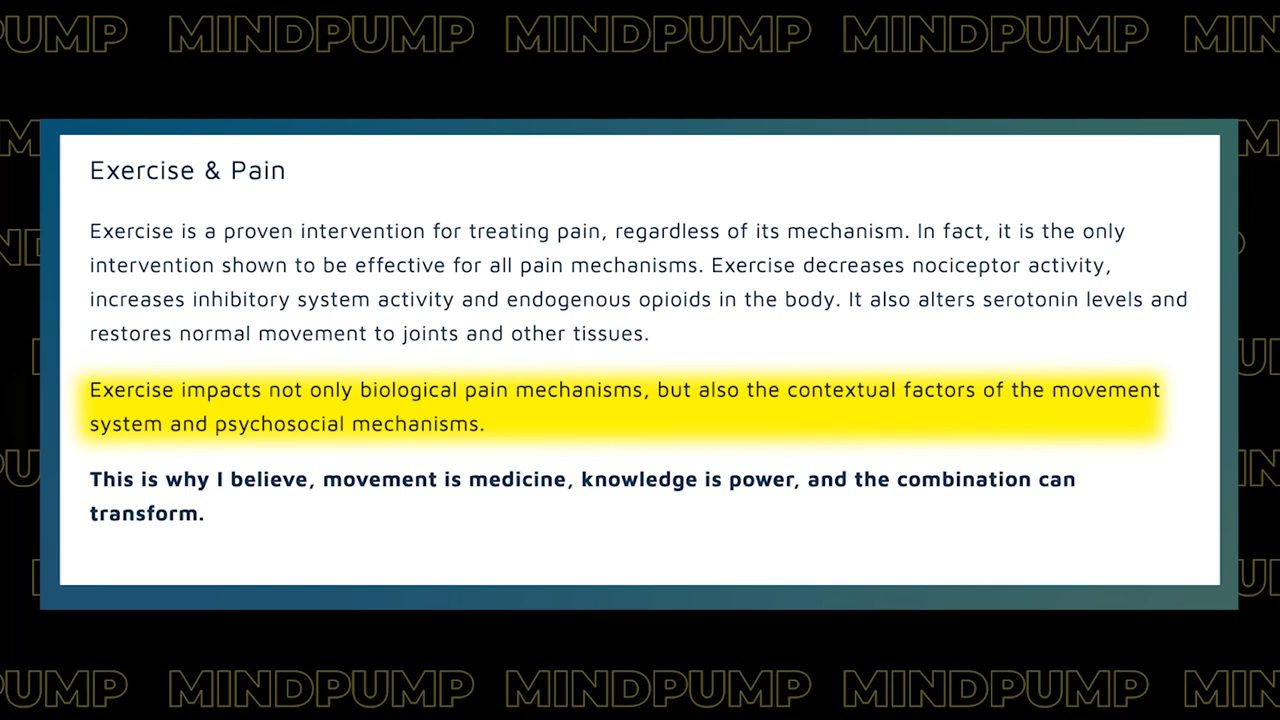 PUMP MINDPUMP MINDPUMP MINDPUMP MIN
Exercise & Pain
Exercise is a proven intervention for treating pain, regardless of its mechanism. In fact, it is the only
intervention shown to be effective for all pain mechanisms. Exercise decreases nociceptor activity,
increases inhibitory system activity and endogenous opioids in the body. It also alters serotonin levels and
restores normal movement to joints and other tissues.
Exercise impacts not only biological pain mechanisms, but also the contextual factors of the movement
system and psychosocial mechanisms.
This is why I believe, movement is medicine, knowledge is power, and the combination can
transform.
PUMP MINDPUMP MINDPUMP MINDPUMP MIN